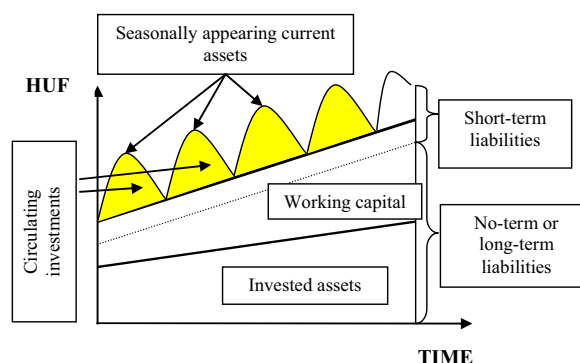 Seasonally appearing current
assets
HUF
Short-term
liabilities
Circulating
investments
Working capital
No-term or
long-term
liabilities
Invested assets
TIME